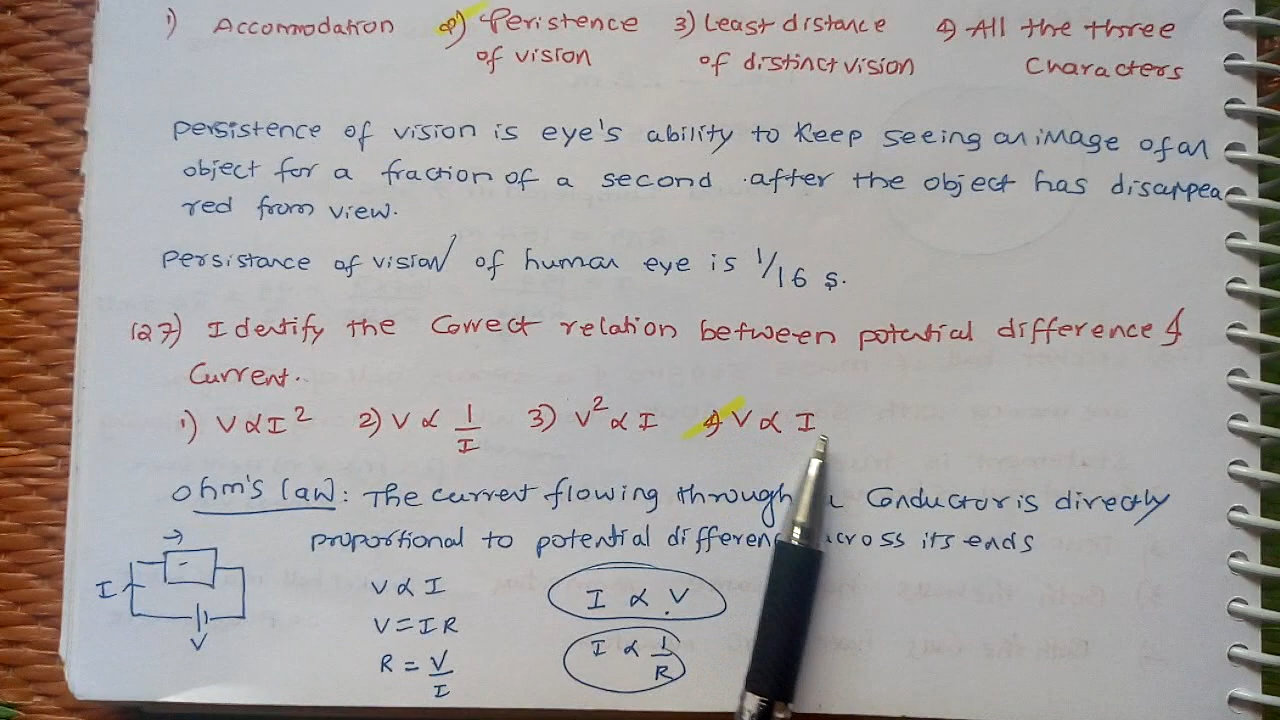 1) Accommodation 2) Peristence 3) Least distance 4) All the three
of vision of distinct vision Characters
Persistence of vision is eye's ability to keep seeing an image of an
object for a fraction of a second after the object has disappea
red from view.
Persistance of vision of human eye is 1/16 s.
127) Identify the Correct relation between potential difference &
Current.
1) V ∝ I² 2) V ∝ 1/I 3) V² ∝ I 4) V ∝ I
Ohm's law: The current flowing through Conductor is directly
proportional to potential differenc across its ends
I
V
V ∝ I
V = IR
R = V/I
I ∝ V
I ∝ 1/R